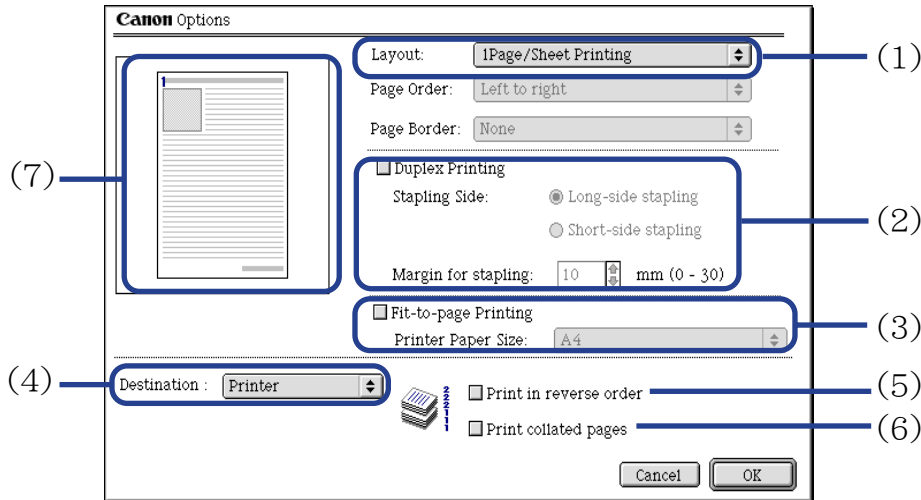 Canon Options
Layout: 1Page/Sheet Printing (1)
Page Order: Left to right
Page Border: None
1
(7)
Duplex Printing
Stapling Side: Long-side stapling
(2)
Short-side stapling
Margin for stapling: 10 mm (0 - 30)
Fit-to-page Printing
(3)
Printer Paper Size: A4
(4) Destination : Printer
222111
Print in reverse order (5)
Print collated pages (6)
Cancel OK